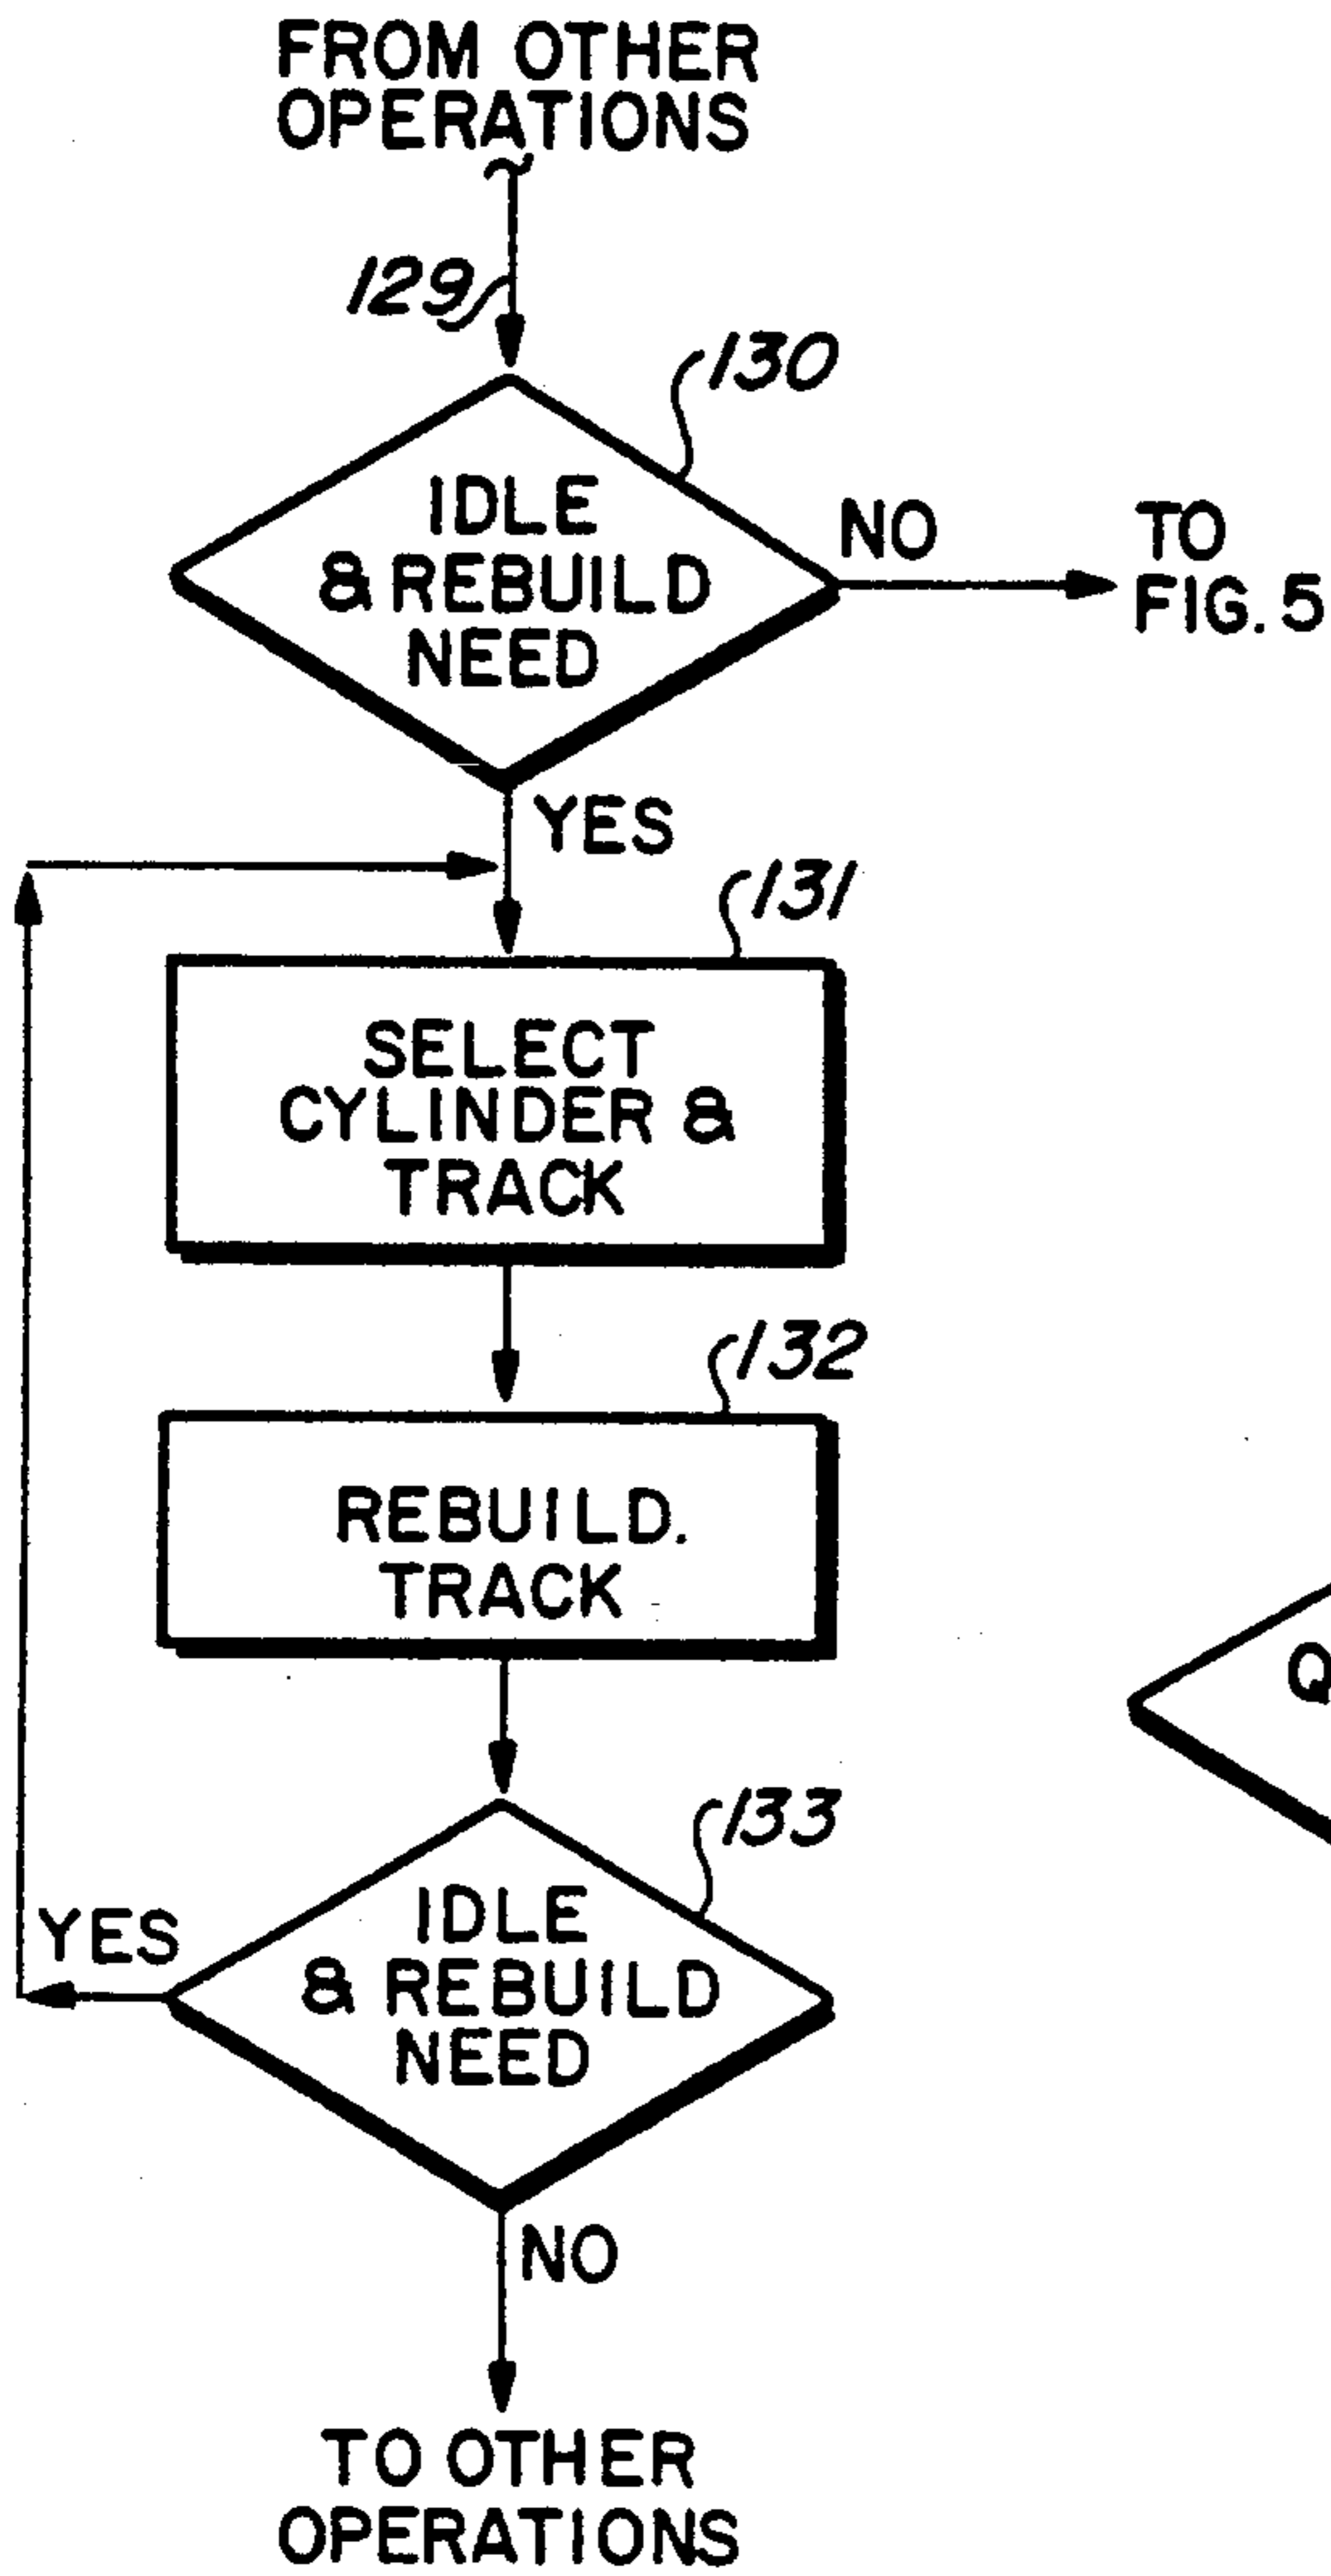 FROM OTHER
OPERATIONS
129
130
IDLE
& REBUILD
NEED
NO
TO
FIG. 5
YES
131
SELECT
CYLINDER &
TRACK
132
REBUILD.
TRACK
Q
133
IDLE
& REBUILD
NEED
YES
NO
TO OTHER
OPERATIONS